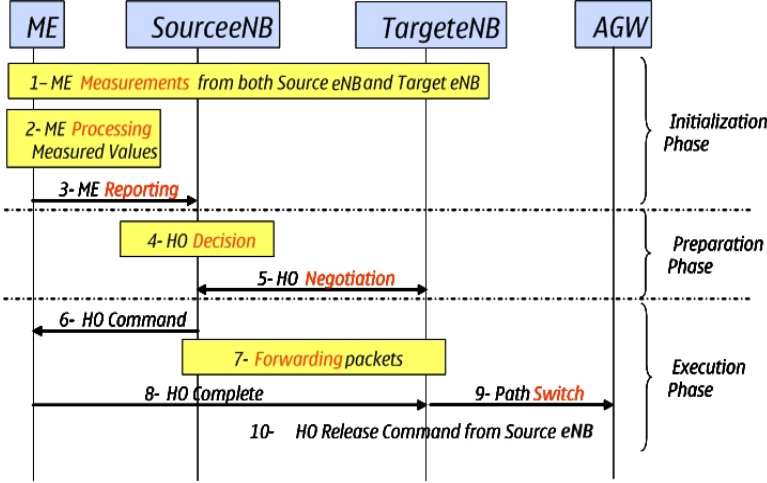 ME SourceeNB TargeteNB AGW
1– ME Measurements from both Source eNB and Target eNB
2- ME Processing
Measured Values
Initialization
Phase
3- ME Reporting
4- HO Decision
Preparation
Phase
5- HO Negotiation
6- HO Command
7- Forwarding packets
Execution
Phase
8- HO Complete
9- Path Switch
10- HO Release Command from Source eNB